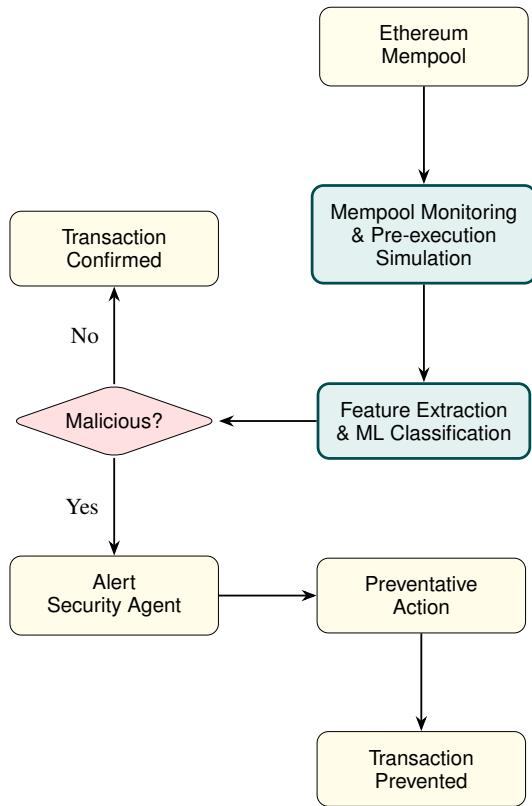 Ethereum
Mempool
Mempool Monitoring
& Pre-execution
Simulation
Transaction
Confirmed
No
Feature Extraction
& ML Classification
Malicious?
Yes
Alert
Security Agent
Preventative
Action
Transaction
Prevented